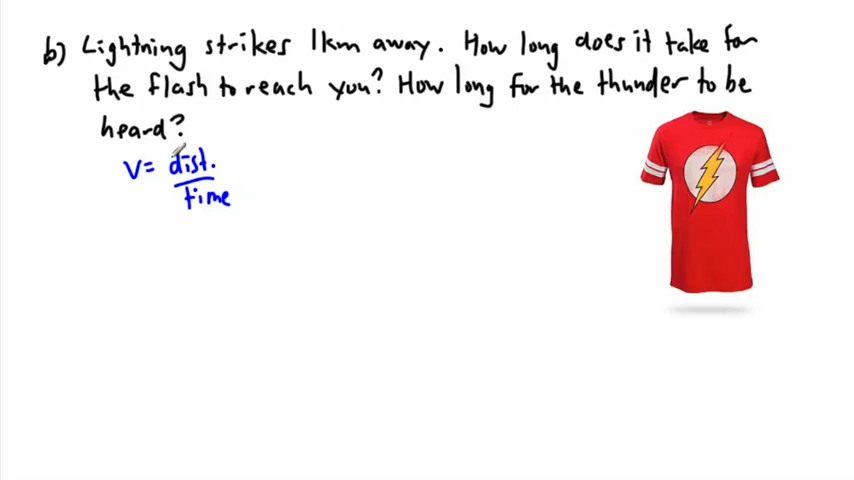 b) Lightning strikes 1km away. How long does it take for
the flash to reach you? How long for the thunder to be
heard?
v= dist.
time